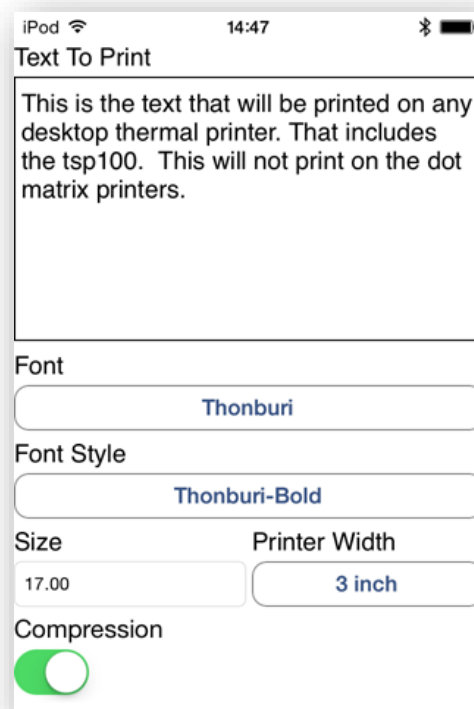 iPod 14:47
Text To Print
This is the text that will be printed on any
desktop thermal printer. That includes
the tsp100.  This will not print on the dot
matrix printers.
Font
Thonburi
Font Style
Thonburi-Bold
Size Printer Width
17.00 3 inch
Compression